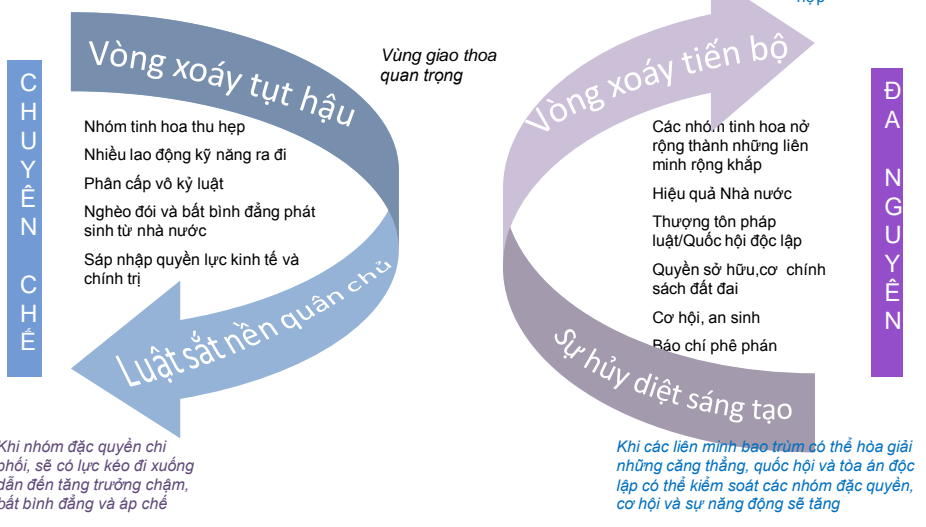 hợp
Vòng xoáy tụt hậu
Vùng giao thoa
quan trọng
Vòng xoáy tiến bộ
CHUYÊN CHẾ
Nhóm tinh hoa thu hẹp
Nhiều lao động kỹ năng ra đi
Phân cấp vô kỷ luật
Nghèo đói và bất bình đẳng phát
sinh từ nhà nước
Sáp nhập quyền lực kinh tế và
chính trị
Luật sắt nền quân chủ
Các nhóm tinh hoa nở
rộng thành những liên
minh rộng khắp
Hiệu quả Nhà nước
Thượng tôn pháp
luật/Quốc hội độc lập
Quyền sở hữu,cơ chính
sách đất đai
Cơ hội, an sinh
Báo chí phê phán
Sự hủy diệt sáng tạo
ĐA NGUYÊN
Khi nhóm đặc quyền chi
phối, sẽ có lực kéo đi xuống
dẫn đến tăng trưởng chậm,
bất bình đẳng và áp chế
Khi các liên minh bao trùm có thể hòa giải
những căng thẳng, quốc hội và tòa án độc
lập có thể kiểm soát các nhóm đặc quyền,
cơ hội và sự năng động sẽ tăng